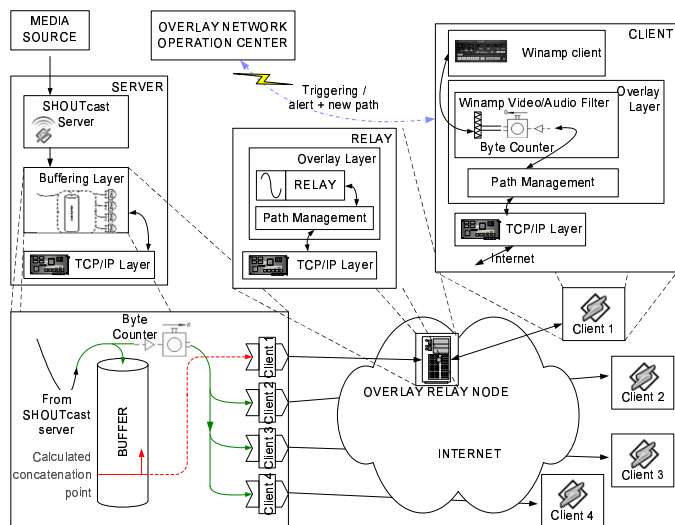 MEDIA
SOURCE
OVERLAY NETWORK
OPERATION CENTER
Triggering /
alert + new path
SERVER
SHOUTcast
Server
Buffering Layer
TCP/IP Layer
RELAY
Overlay Layer
RELAY
Path Management
TCP/IP Layer
CLIENT
Winamp client
Overlay
Layer
Winamp Video/Audio Filter
Byte Counter
Path Management
TCP/IP Layer
Internet
Byte
Counter
From
SHOUTcast
server
BUFFER
Calculated
concatenation
point
Client 1
Client 2
Client 3
Client 4
OVERLAY RELAY NODE
INTERNET
Client 1
Client 2
Client 3
Client 4